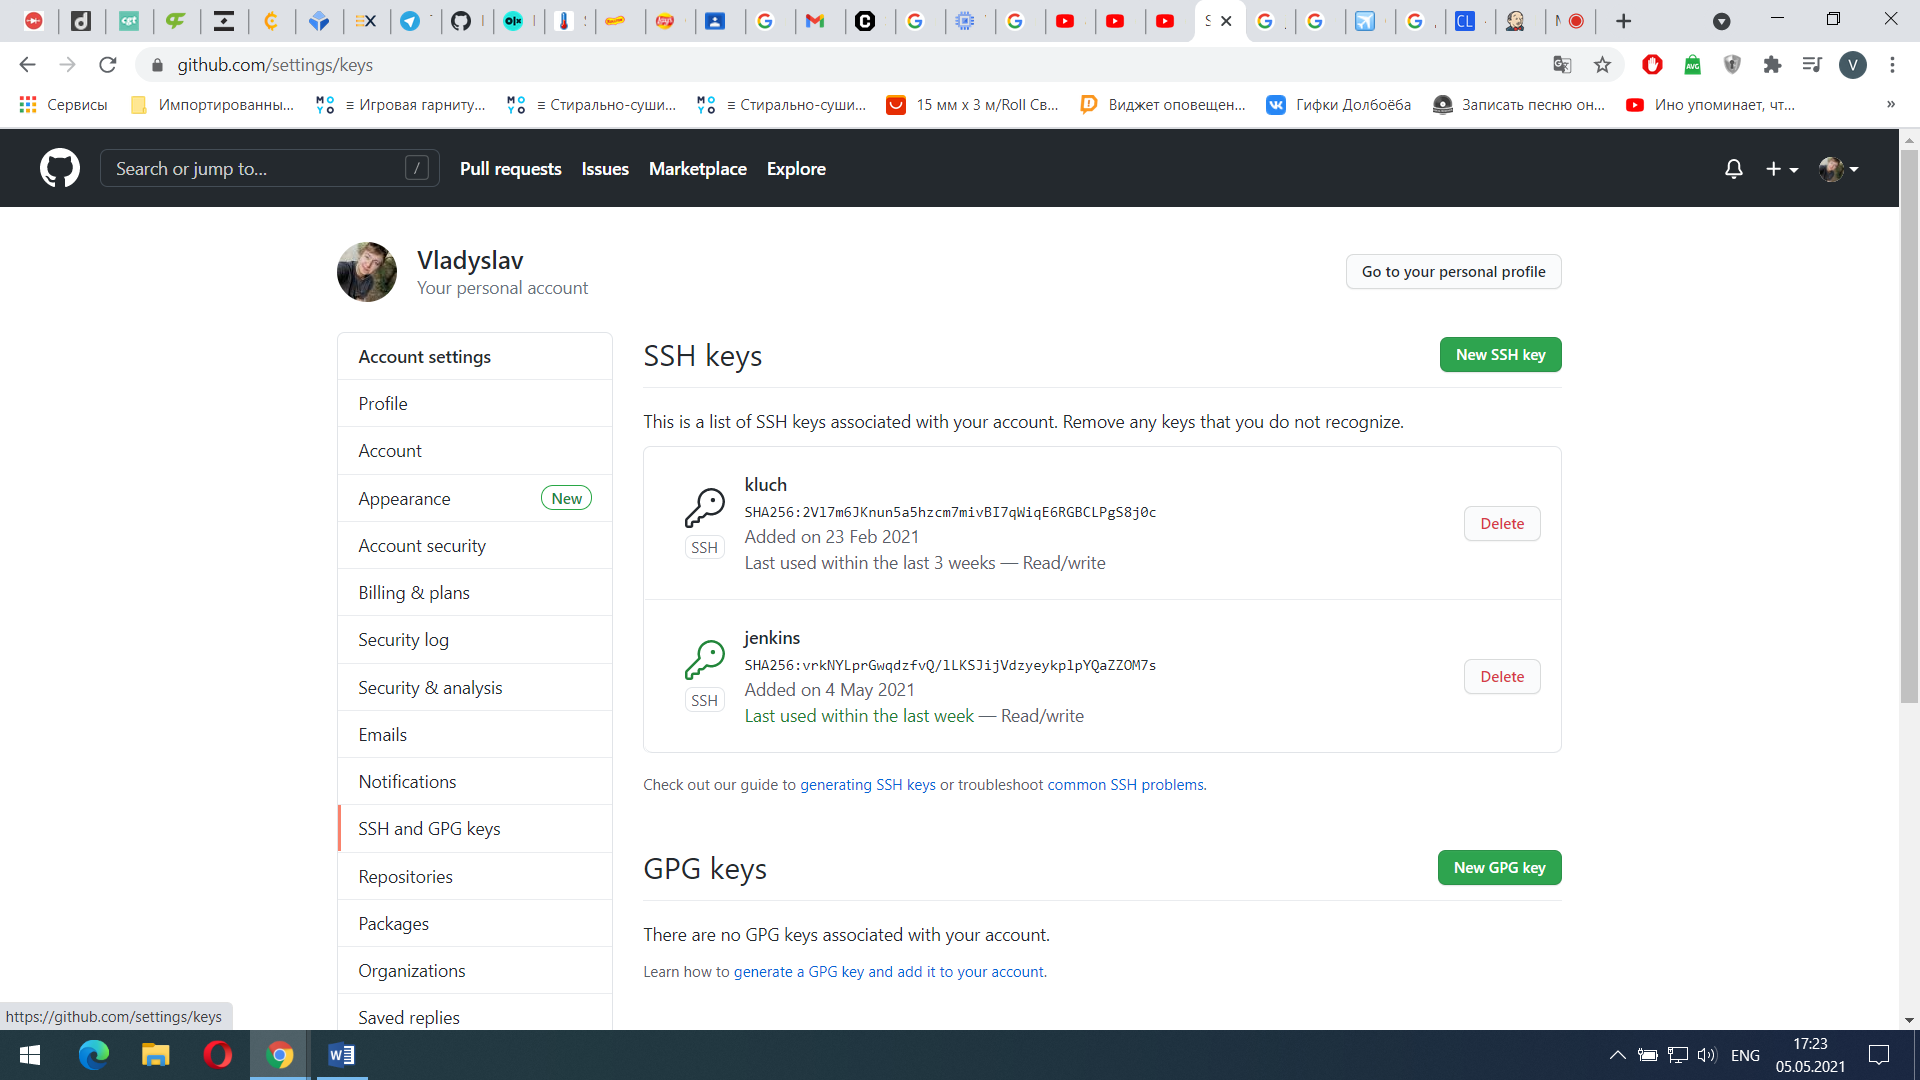 github.com/settings/keys
V
Сервисы
Импортированны...
≡ Игровая гарниту...
≡ Стирально-суши...
≡ Стирально-суши...
15 мм x 3 м/Roll Св...
Виджет оповещен...
Гифки Долбоёба
Записать песню он...
Ино упоминает, чт...
»
Search or jump to...
/
Pull requests
Issues
Marketplace
Explore
Vladyslav
Your personal account
Go to your personal profile
Account settings
Profile
Account
Appearance
New
Account security
Billing & plans
Security log
Security & analysis
Emails
Notifications
SSH and GPG keys
Repositories
Packages
Organizations
Saved replies
SSH keys
New SSH key
This is a list of SSH keys associated with your account. Remove any keys that you do not recognize.
kluch
SHA256:2Vl7m6JKnun5a5hzcm7mivBI7qWiqE6RGBCLPgS8j0c
Added on 23 Feb 2021
Last used within the last 3 weeks — Read/write
SSH
Delete
jenkins
SHA256:vrkNYLprGwqdzfvQ/lLKSJijVdzyeykplpYQaZZOM7s
Added on 4 May 2021
Last used within the last week — Read/write
SSH
Delete
Check out our guide to generating SSH keys or troubleshoot common SSH problems.
GPG keys
New GPG key
There are no GPG keys associated with your account.
Learn how to generate a GPG key and add it to your account.
https://github.com/settings/keys
ENG
17:23
05.05.2021